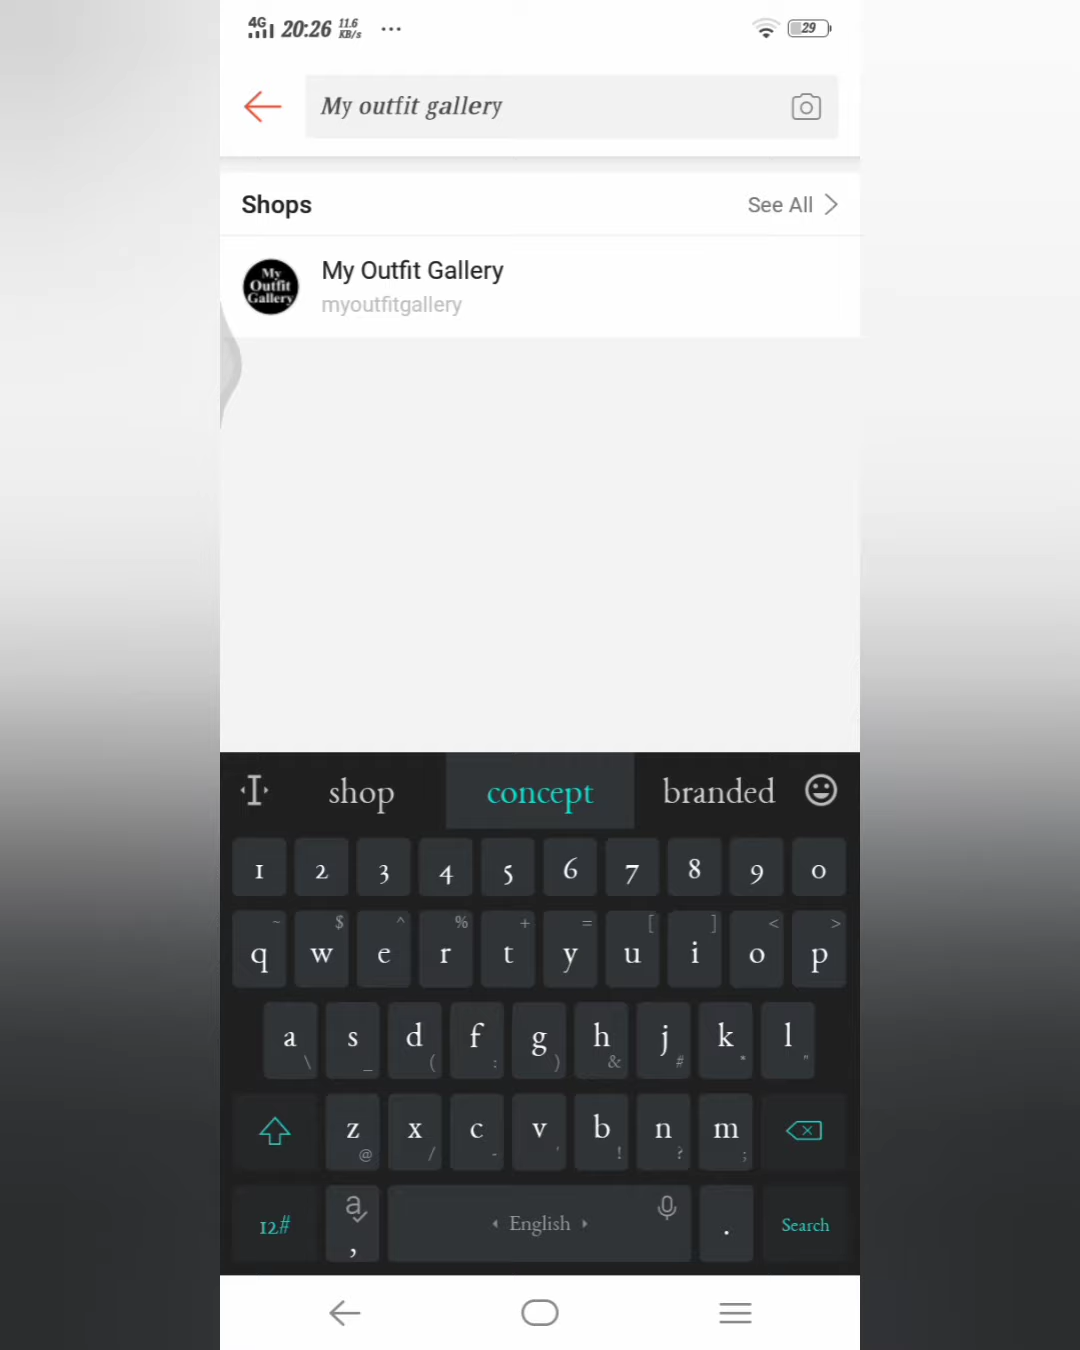 4G 20:26 11.6 KB/s ... 29
My outfit gallery
Shops See All
My Outfit Gallery
My Outfit Gallery
myoutfitgallery
shop concept branded
1 2 3 4 5 6 7 8 9 0
~ $ ^ % + = [ ] < >
q w e r t y u i o p
a s d f g h j k l
\ _ ( : ) & # * "
z x c v b n m
@ / - ' ! ? ;
12# a , English . Search